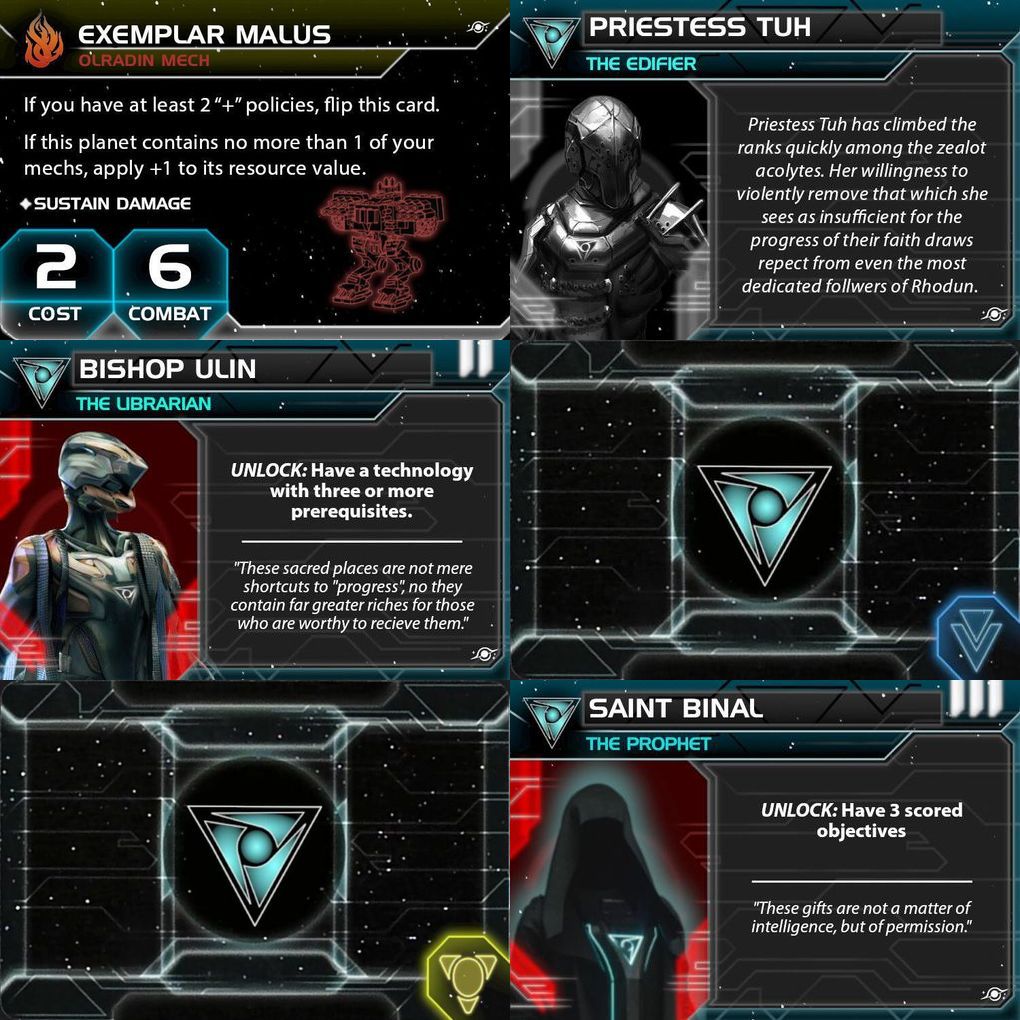 EXEMPLAR MALUS
OLRADIN MECH
If you have at least 2 “+” policies, flip this card.
If this planet contains no more than 1 of your
mechs, apply +1 to its resource value.
◆SUSTAIN DAMAGE
2
COST
6
COMBAT
PRIESTESS TUH
THE EDIFIER
Priestess Tuh has climbed the
ranks quickly among the zealot
acolytes. Her willingness to
violently remove that which she
sees as insufficient for the
progress of their faith draws
repect from even the most
dedicated follwers of Rhodun.
BISHOP ULIN
THE LIBRARIAN
UNLOCK: Have a technology
with three or more
prerequisites.
"These sacred places are not mere
shortcuts to "progress", no they
contain far greater riches for those
who are worthy to recieve them."
SAINT BINAL
THE PROPHET
UNLOCK: Have 3 scored
objectives
"These gifts are not a matter of
intelligence, but of permission."